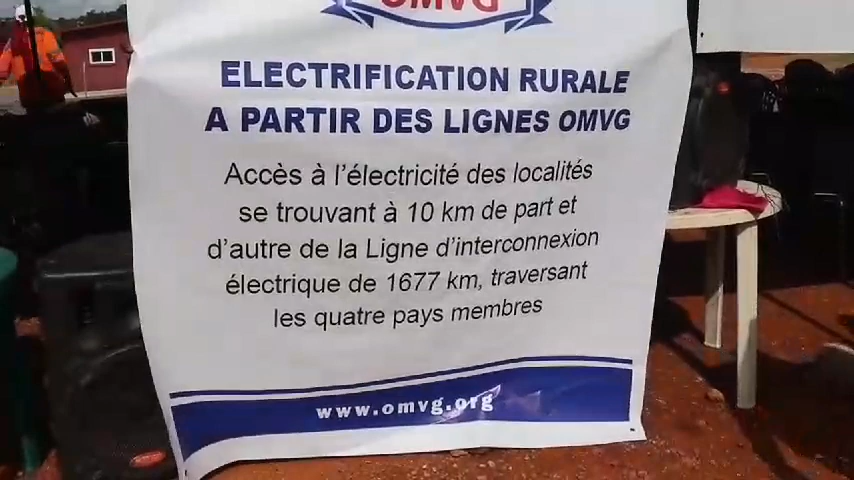 OMVG
ELECTRIFICATION RURALE
A PARTIR DES LIGNES OMVG
Accès à l'électricité des localités
se trouvant à 10 km de part et
d'autre de la Ligne d'interconnexion
électrique de 1677 km, traversant
les quatre pays membres.
www.omvg.org